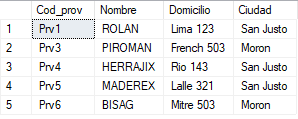 Cod_prov Nombre Domicilio Ciudad
1 Prv1 ROLAN Lima 123 San Justo
2 Prv3 PIROMAN French 503 Moron
3 Prv4 HERRAJIX Rio 143 San Justo
4 Prv5 MADEREX Lalle 321 San Justo
5 Prv6 BISAG Mitre 503 Moron